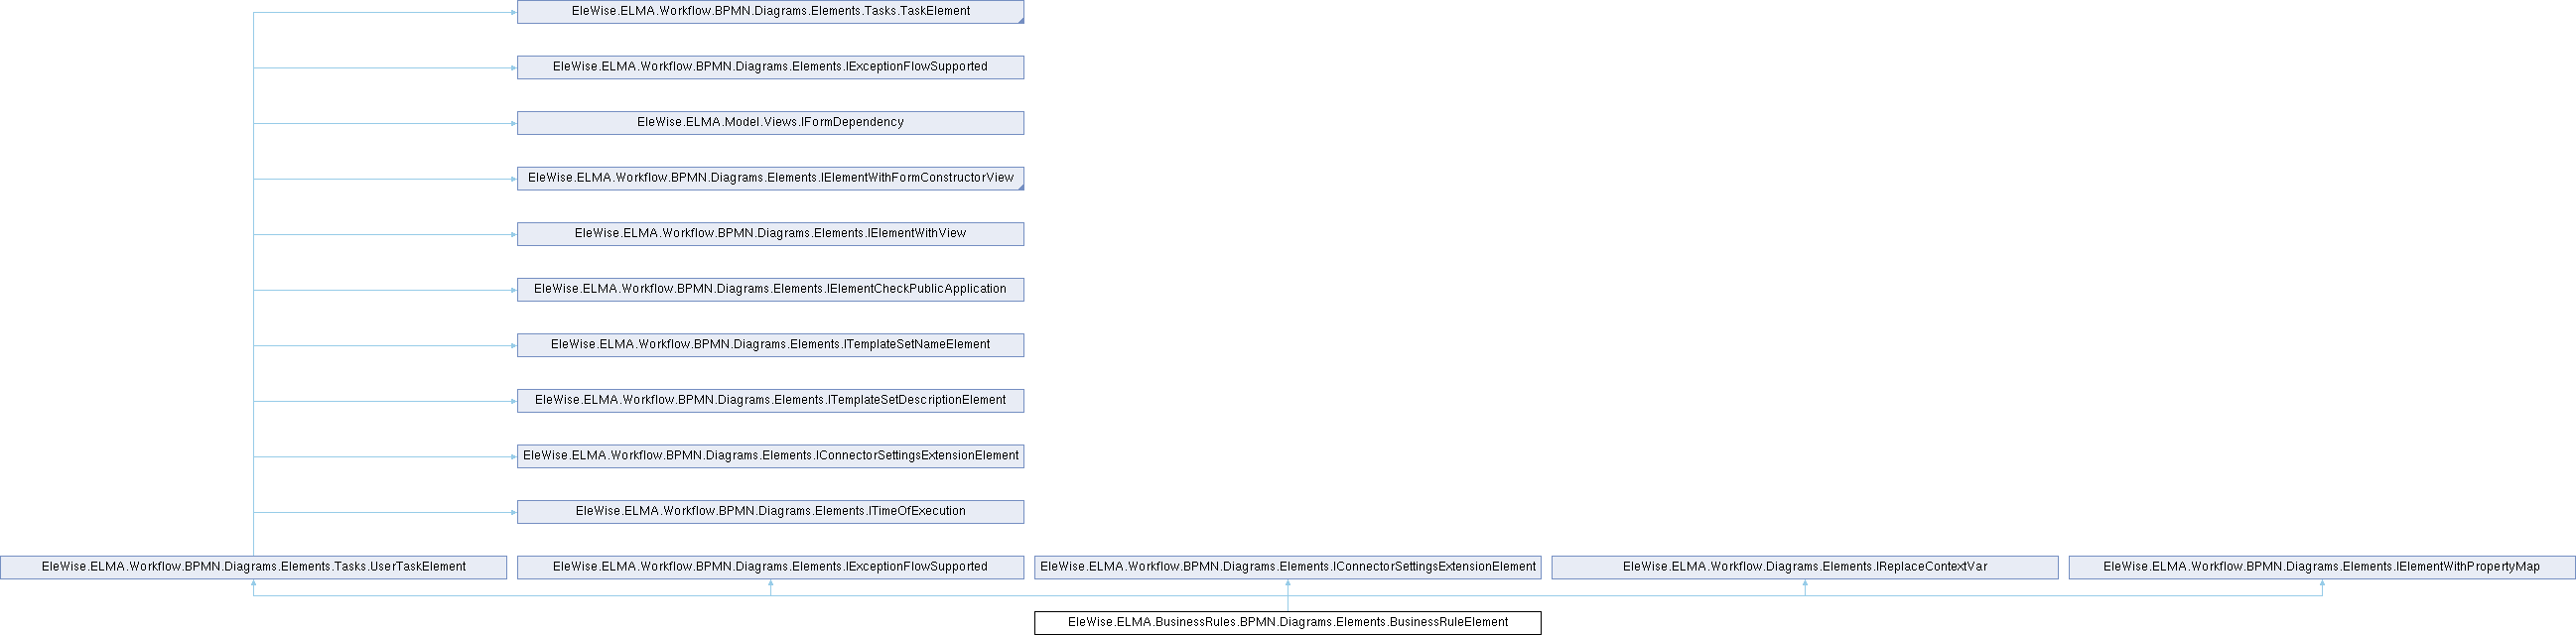 EleWise.ELMA.Workflow.BPMN.Diagrams.Elements.Tasks.TaskElement
EleWise.ELMA.Workflow.BPMN.Diagrams.Elements.IExceptionFlowSupported
EleWise.ELMA.Model.Views.IFormDependency
EleWise.ELMA.Workflow.BPMN.Diagrams.Elements.IElementWithFormConstructorView
EleWise.ELMA.Workflow.BPMN.Diagrams.Elements.IElementWithView
EleWise.ELMA.Workflow.BPMN.Diagrams.Elements.IElementCheckPublicApplication
EleWise.ELMA.Workflow.BPMN.Diagrams.Elements.ITemplateSetNameElement
EleWise.ELMA.Workflow.BPMN.Diagrams.Elements.ITemplateSetDescriptionElement
EleWise.ELMA.Workflow.BPMN.Diagrams.Elements.IConnectorSettingsExtensionElement
EleWise.ELMA.Workflow.BPMN.Diagrams.Elements.ITimeOfExecution
EleWise.ELMA.Workflow.BPMN.Diagrams.Elements.Tasks.UserTaskElement
EleWise.ELMA.Workflow.BPMN.Diagrams.Elements.IExceptionFlowSupported
EleWise.ELMA.Workflow.BPMN.Diagrams.Elements.IConnectorSettingsExtensionElement
EleWise.ELMA.Workflow.Diagrams.Elements.IReplaceContextVar
EleWise.ELMA.Workflow.BPMN.Diagrams.Elements.IElementWithPropertyMap
EleWise.ELMA.BusinessRules.BPMN.Diagrams.Elements.BusinessRuleElement